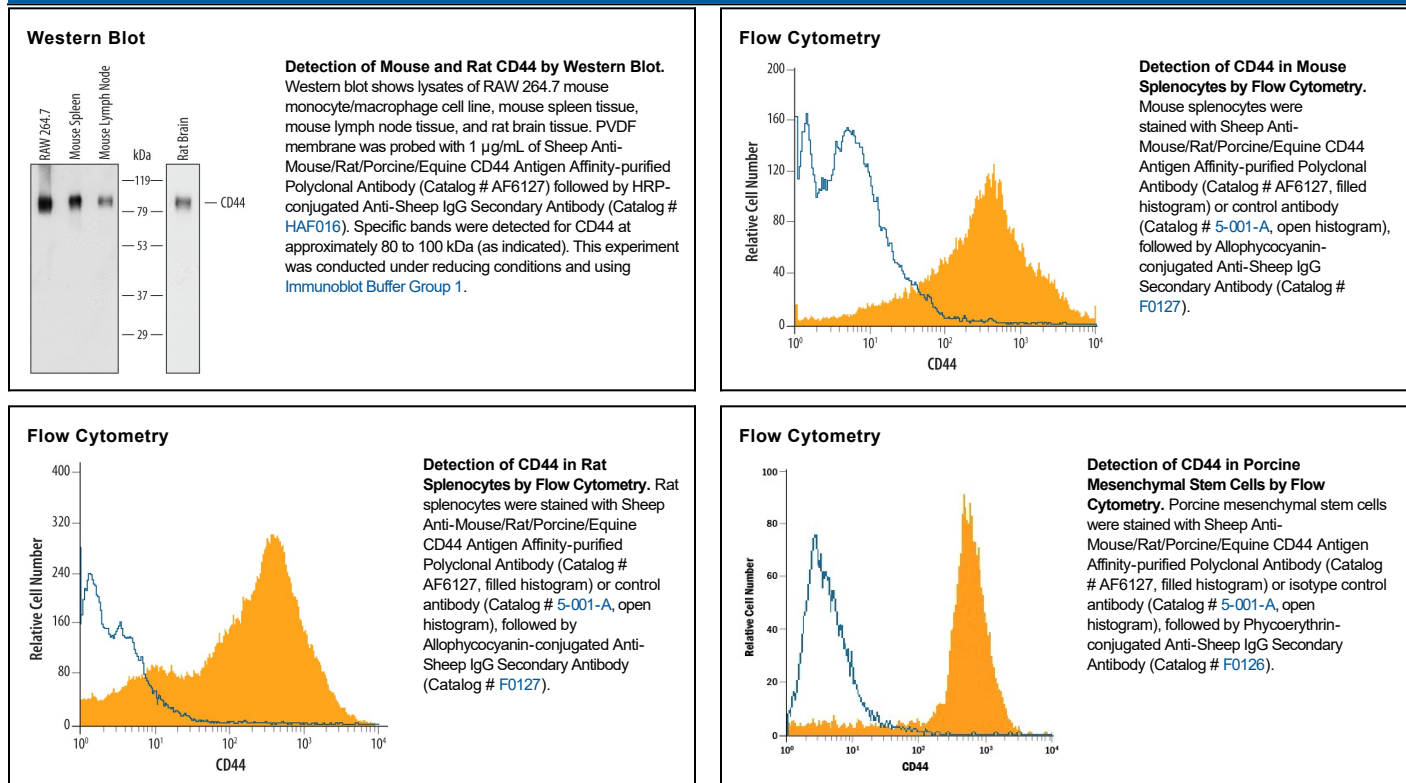 Western Blot
RAW 264.7
Mouse Spleen
Mouse Lymph Node
kDa
Rat Brain
119
79
53
37
29
CD44
Detection of Mouse and Rat CD44 by Western Blot.
Western blot shows lysates of RAW 264.7 mouse
monocyte/macrophage cell line, mouse spleen tissue,
mouse lymph node tissue, and rat brain tissue. PVDF
membrane was probed with 1 µg/mL of Sheep Anti-
Mouse/Rat/Porcine/Equine CD44 Antigen Affinity-purified
Polyclonal Antibody (Catalog # AF6127) followed by HRP-
conjugated Anti-Sheep IgG Secondary Antibody (Catalog #
HAF016). Specific bands were detected for CD44 at
approximately 80 to 100 kDa (as indicated). This experiment
was conducted under reducing conditions and using
Immunoblot Buffer Group 1.
Flow Cytometry
Relative Cell Number
200
160
120
80
40
0
10⁰ 10¹ 10² 10³ 10⁴
CD44
Detection of CD44 in Mouse
Splenocytes by Flow Cytometry.
Mouse splenocytes were
stained with Sheep Anti-
Mouse/Rat/Porcine/Equine CD44
Antigen Affinity-purified Polyclonal
Antibody (Catalog # AF6127, filled
histogram) or control antibody
(Catalog # 5-001-A, open histogram),
followed by Allophycocyanin-
conjugated Anti-Sheep IgG
Secondary Antibody (Catalog #
F0127).
Flow Cytometry
Relative Cell Number
400
320
240
160
80
0
10⁰ 10¹ 10² 10³ 10⁴
CD44
Detection of CD44 in Rat
Splenocytes by Flow Cytometry. Rat
splenocytes were stained with Sheep
Anti-Mouse/Rat/Porcine/Equine
CD44 Antigen Affinity-purified
Polyclonal Antibody (Catalog #
AF6127, filled histogram) or control
antibody (Catalog # 5-001-A, open
histogram), followed by
Allophycocyanin-conjugated Anti-
Sheep IgG Secondary Antibody
(Catalog # F0127).
Flow Cytometry
Relative Cell Number
100
80
60
40
20
0
10⁰ 10¹ 10² 10³ 10⁴
CD44
Detection of CD44 in Porcine
Mesenchymal Stem Cells by Flow
Cytometry. Porcine mesenchymal stem cells
were stained with Sheep Anti-
Mouse/Rat/Porcine/Equine CD44 Antigen
Affinity-purified Polyclonal Antibody (Catalog
# AF6127, filled histogram) or isotype control
antibody (Catalog # 5-001-A, open
histogram), followed by Phycoerythrin-
conjugated Anti-Sheep IgG Secondary
Antibody (Catalog # F0126).